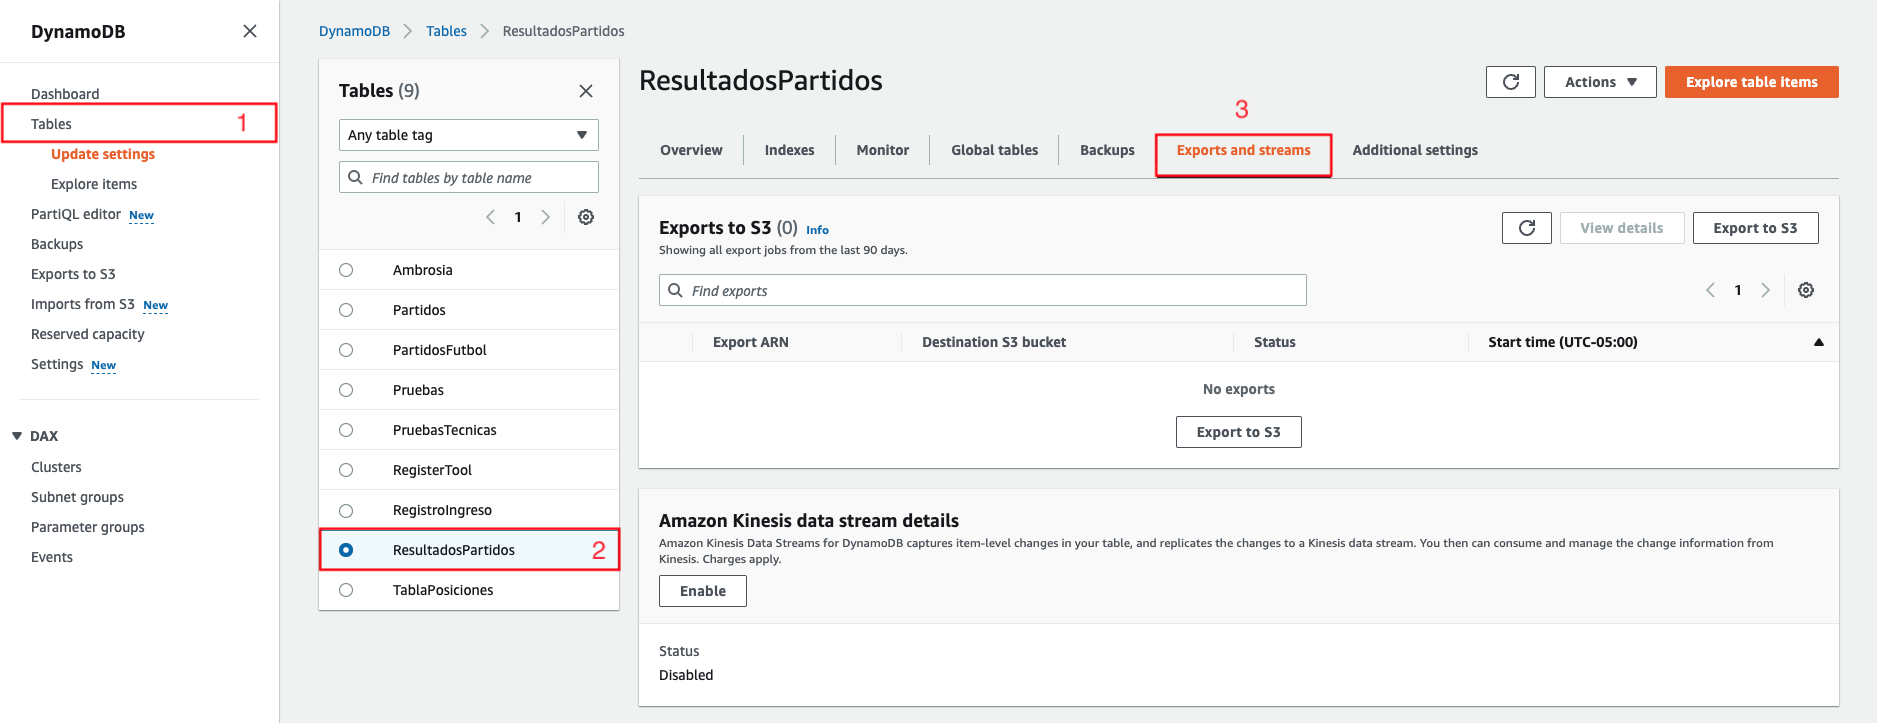 DynamoDB
Dashboard
Tables
1
Update settings
Explore items
PartiQL editor New
Backups
Exports to S3
Imports from S3 New
Reserved capacity
Settings New
DAX
Clusters
Subnet groups
Parameter groups
Events
DynamoDB Tables ResultadosPartidos
Tables (9)
Any table tag
Find tables by table name
1
Ambrosia
Partidos
PartidosFutbol
Pruebas
PruebasTecnicas
RegisterTool
RegistroIngreso
ResultadosPartidos 2
TablaPosiciones
ResultadosPartidos
Actions
Explore table items
3
Overview Indexes Monitor Global tables Backups Exports and streams Additional settings
Exports to S3 (0) Info
Showing all export jobs from the last 90 days.
View details
Export to S3
Find exports
1
Export ARN Destination S3 bucket Status Start time (UTC-05:00)
No exports
Export to S3
Amazon Kinesis data stream details
Amazon Kinesis Data Streams for DynamoDB captures item-level changes in your table, and replicates the changes to a Kinesis data stream. You then can consume and manage the change information from
Kinesis. Charges apply.
Enable
Status
Disabled